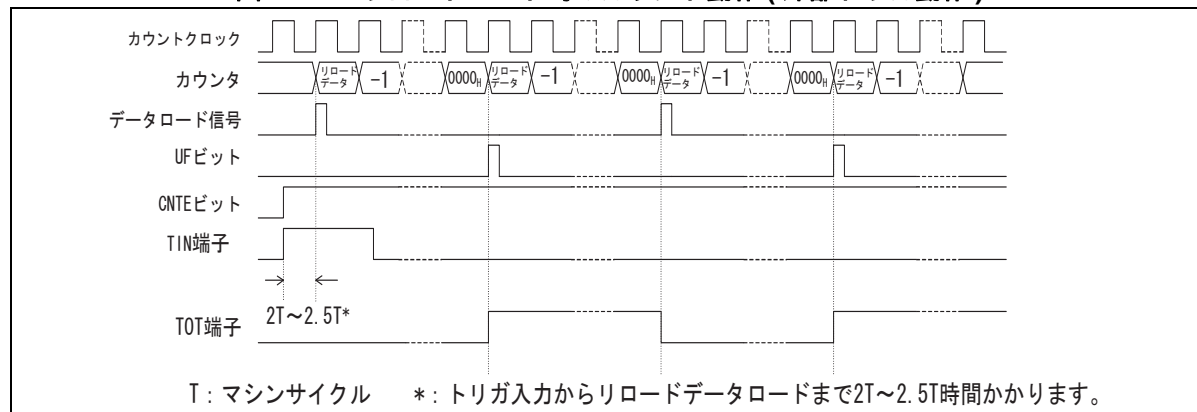 カウントクロック
カウンタ リロードデータ -1 0000H リロードデータ -1 0000H リロードデータ -1 0000H リロードデータ -1
データロード信号
UFビット
CNTEビット
TIN端子
2T～2.5T*
TOT端子
T：マシンサイクル *：トリガ入力からリロードデータロードまで2T～2.5T時間かかります。